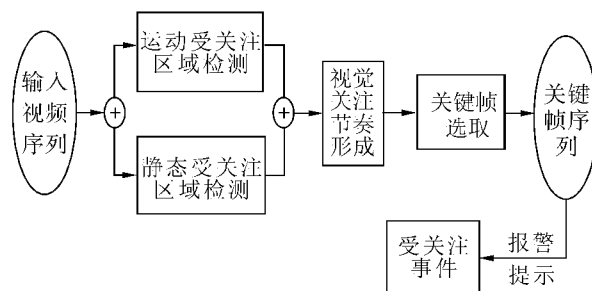 输入
视频
序列
+
运动受关注
区域检测
静态受关注
区域检测
+
视觉
关注
节奏
形成
关键帧
选取
关键
帧序
列
报警
提示
受关注
事件